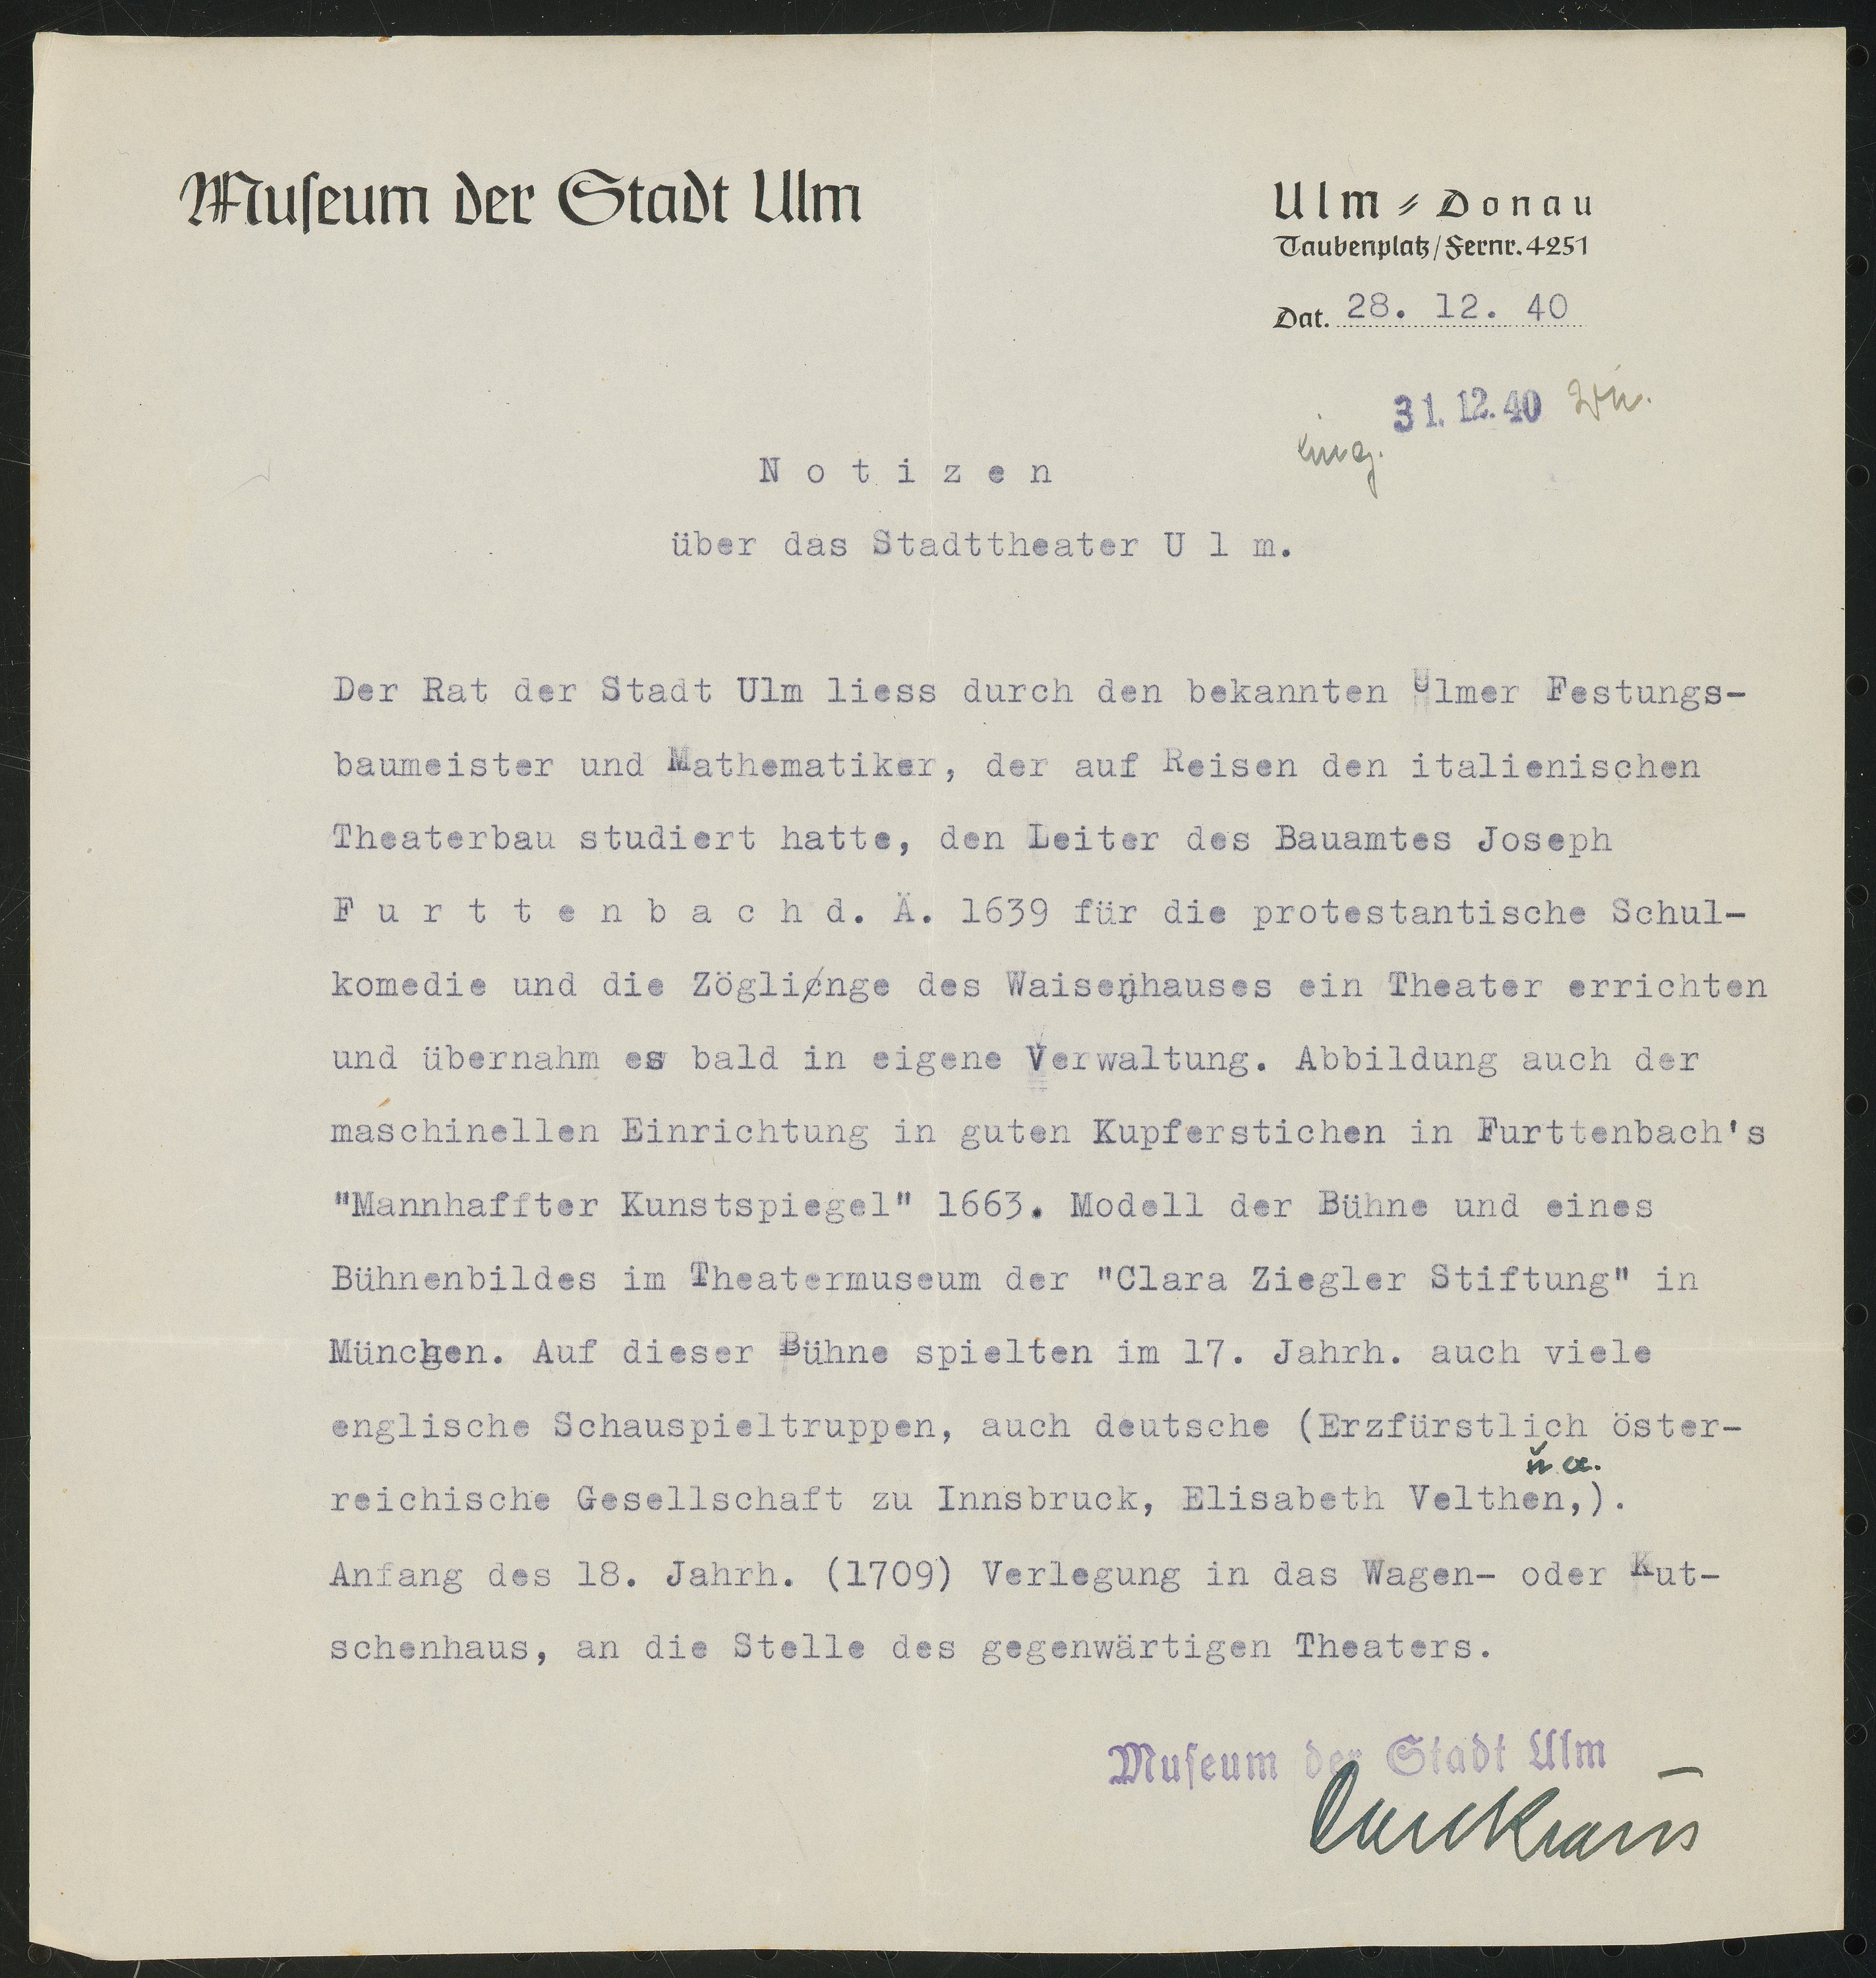 Museum der Stadt Ulm
Ulm-Donau
Taubenplatz/Fernr. 4251
Dat. 28. 12. 40
31. 12. 40
eing.
N o t i z e n
über das Stadttheater U l m.
Der Rat der Stadt Ulm liess durch den bekannten Ulmer Festungs-
baumeister und Mathematiker, der auf Reisen den italienischen
Theaterbau studiert hatte, den Leiter des Bauamtes Joseph
F u r t t e n b a c h d. Ä. 1639 für die protestantische Schul-
komedie und die Zöglinge des Waisenhauses ein Theater errichten
und übernahm es bald in eigene Verwaltung. Abbildung auch der
maschinellen Einrichtung in guten Kupferstichen in Furttenbach's
"Mannhaffter Kunstspiegel" 1663. Modell der Bühne und eines
Bühnenbildes im Theatermuseum der "Clara Ziegler Stiftung" in
München. Auf dieser Bühne spielten im 17. Jahrh. auch viele
englische Schauspieltruppen, auch deutsche (Erzfürstlich öster-
u a.
reichische Gesellschaft zu Innsbruck, Elisabeth Velthen,).
Anfang des 18. Jahrh. (1709) Verlegung in das Wagen- oder Kut-
schenhaus, an die Stelle des gegenwärtigen Theaters.
Museum der Stadt Ulm